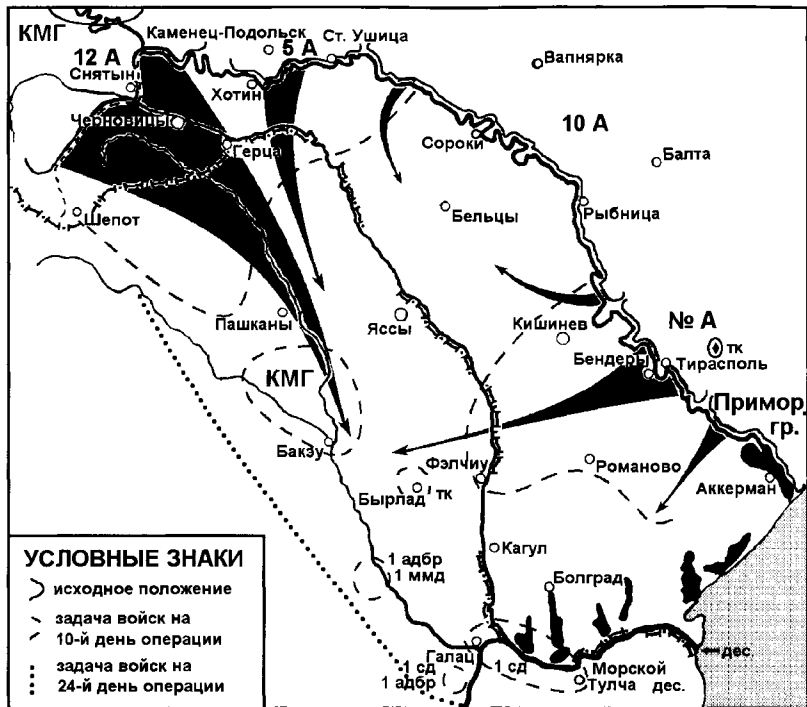 КМГ
Каменец-Подольск
12 А
5 А
Ст. Ушица
Вапнярка
Снятын
Хотин
Черновицы
Герца
Сороки
10 А
Балта
Шепот
Бельцы
Рыбница
Пашканы
Яссы
Кишинев
№ А
тк
Бендеры
Тирасполь
КМГ
Примор.
гр.
Бакэу
Фэлчиу
Романово
Аккерман
Бырлад
тк
Кагул
1 адбр
1 ммд
Болград
Галац
дес.
1 сд
1 адбр
1 сд
Морской
Тулча дес.
УСЛОВНЫЕ ЗНАКИ
исходное положение
задача войск на
10-й день операции
задача войск на
24-й день операции